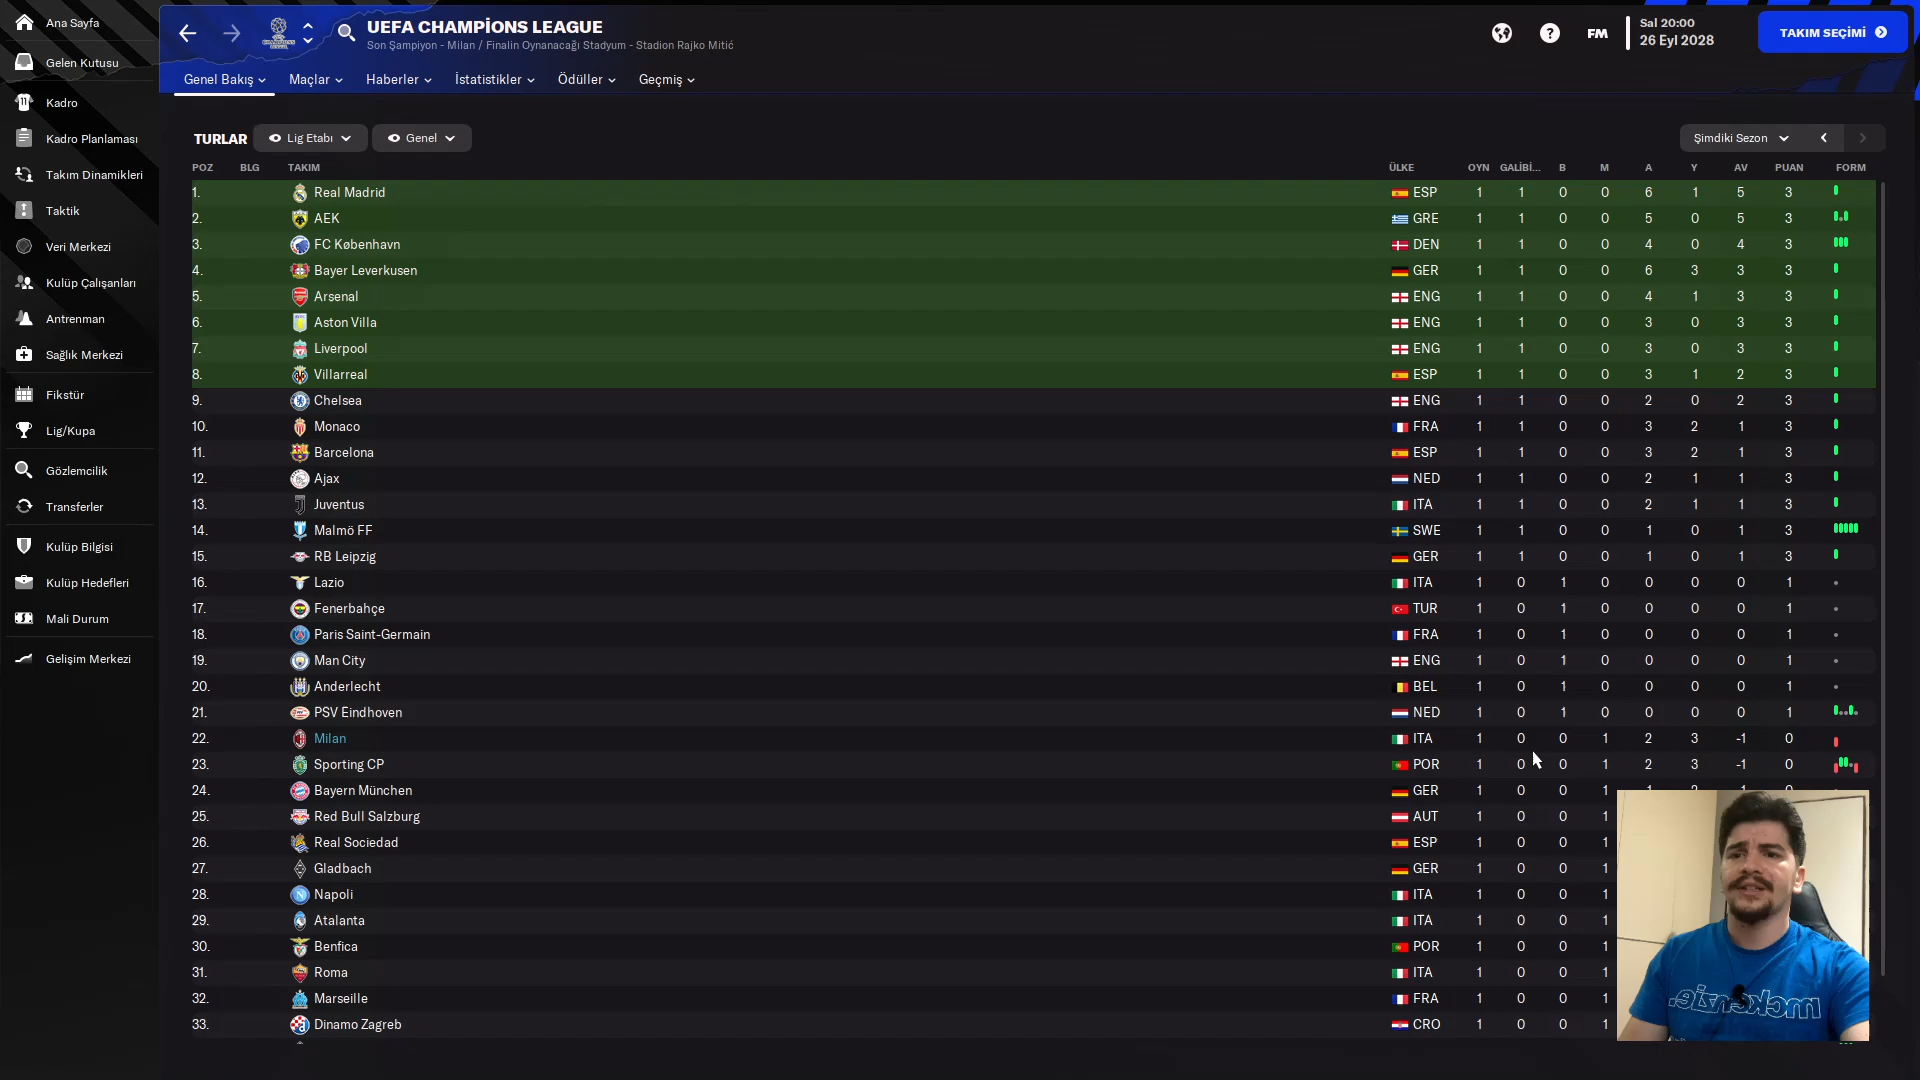 Ana Sayfa
Gelen Kutusu
Kadro
Kadro Planlaması
Takım Dinamikleri
Taktik
Veri Merkezi
Kulüp Çalışanları
Antrenman
Sağlık Merkezi
Fikstür
Lig/Kupa
Gözlemcilik
Transferler
Kulüp Bilgisi
Kulüp Hedefleri
Mali Durum
Gelişim Merkezi
UEFA CHAMPİONS LEAGUE
Son Şampiyon - Milan / Finalin Oynanacağı Stadyum - Stadion Rajko Mitić
FM
Sal 20:00
26 Eyl 2028
TAKIM SEÇİMİ
Genel Bakış Maçlar Haberler İstatistikler Ödüller Geçmiş
TURLAR Lig Etabı Genel Şimdiki Sezon
POZ BLG TAKIM ÜLKE OYN GALİBİ... B M A Y AV PUAN FORM
1. Real Madrid ESP 1 1 0 0 6 1 5 3
2. AEK GRE 1 1 0 0 5 0 5 3
3. FC København DEN 1 1 0 0 4 0 4 3
4. Bayer Leverkusen GER 1 1 0 0 6 3 3 3
5. Arsenal ENG 1 1 0 0 4 1 3 3
6. Aston Villa ENG 1 1 0 0 3 0 3 3
7. Liverpool ENG 1 1 0 0 3 0 3 3
8. Villarreal ESP 1 1 0 0 3 1 2 3
9. Chelsea ENG 1 1 0 0 2 0 2 3
10. Monaco FRA 1 1 0 0 3 2 1 3
11. Barcelona ESP 1 1 0 0 3 2 1 3
12. Ajax NED 1 1 0 0 2 1 1 3
13. Juventus ITA 1 1 0 0 2 1 1 3
14. Malmö FF SWE 1 1 0 0 1 0 1 3
15. RB Leipzig GER 1 1 0 0 1 0 1 3
16. Lazio ITA 1 0 1 0 0 0 0 1
17. Fenerbahçe TUR 1 0 1 0 0 0 0 1
18. Paris Saint-Germain FRA 1 0 1 0 0 0 0 1
19. Man City ENG 1 0 1 0 0 0 0 1
20. Anderlecht BEL 1 0 1 0 0 0 0 1
21. PSV Eindhoven NED 1 0 1 0 0 0 0 1
22. Milan ITA 1 0 0 1 2 3 -1 0
23. Sporting CP POR 1 0 0 1 2 3 -1 0
24. Bayern München GER 1 0 0 1
25. Red Bull Salzburg AUT 1 0 0 1
26. Real Sociedad ESP 1 0 0 1
27. Gladbach GER 1 0 0 1
28. Napoli ITA 1 0 0 1
29. Atalanta ITA 1 0 0 1
30. Benfica POR 1 0 0 1
31. Roma ITA 1 0 0 1
32. Marseille FRA 1 0 0 1
33. Dinamo Zagreb CRO 1 0 0 1
mckenzie.